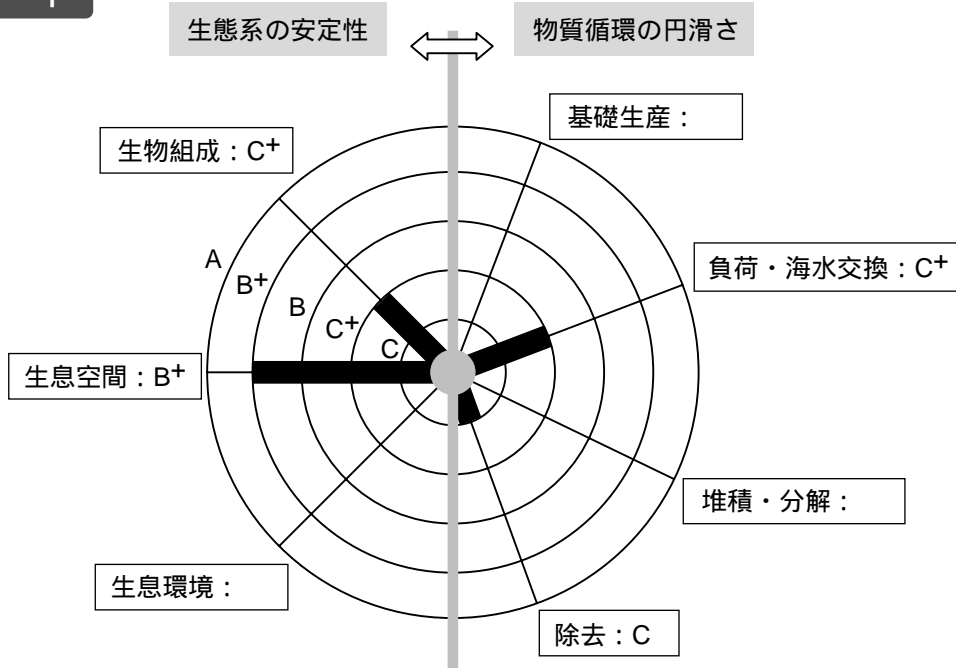 生態系の安定性
物質循環の円滑さ
基礎生産：
生物組成：C+
負荷・海水交換：C+
A
B+
B
C+
C
生息空間：B+
堆積・分解：
生息環境：
除去：C